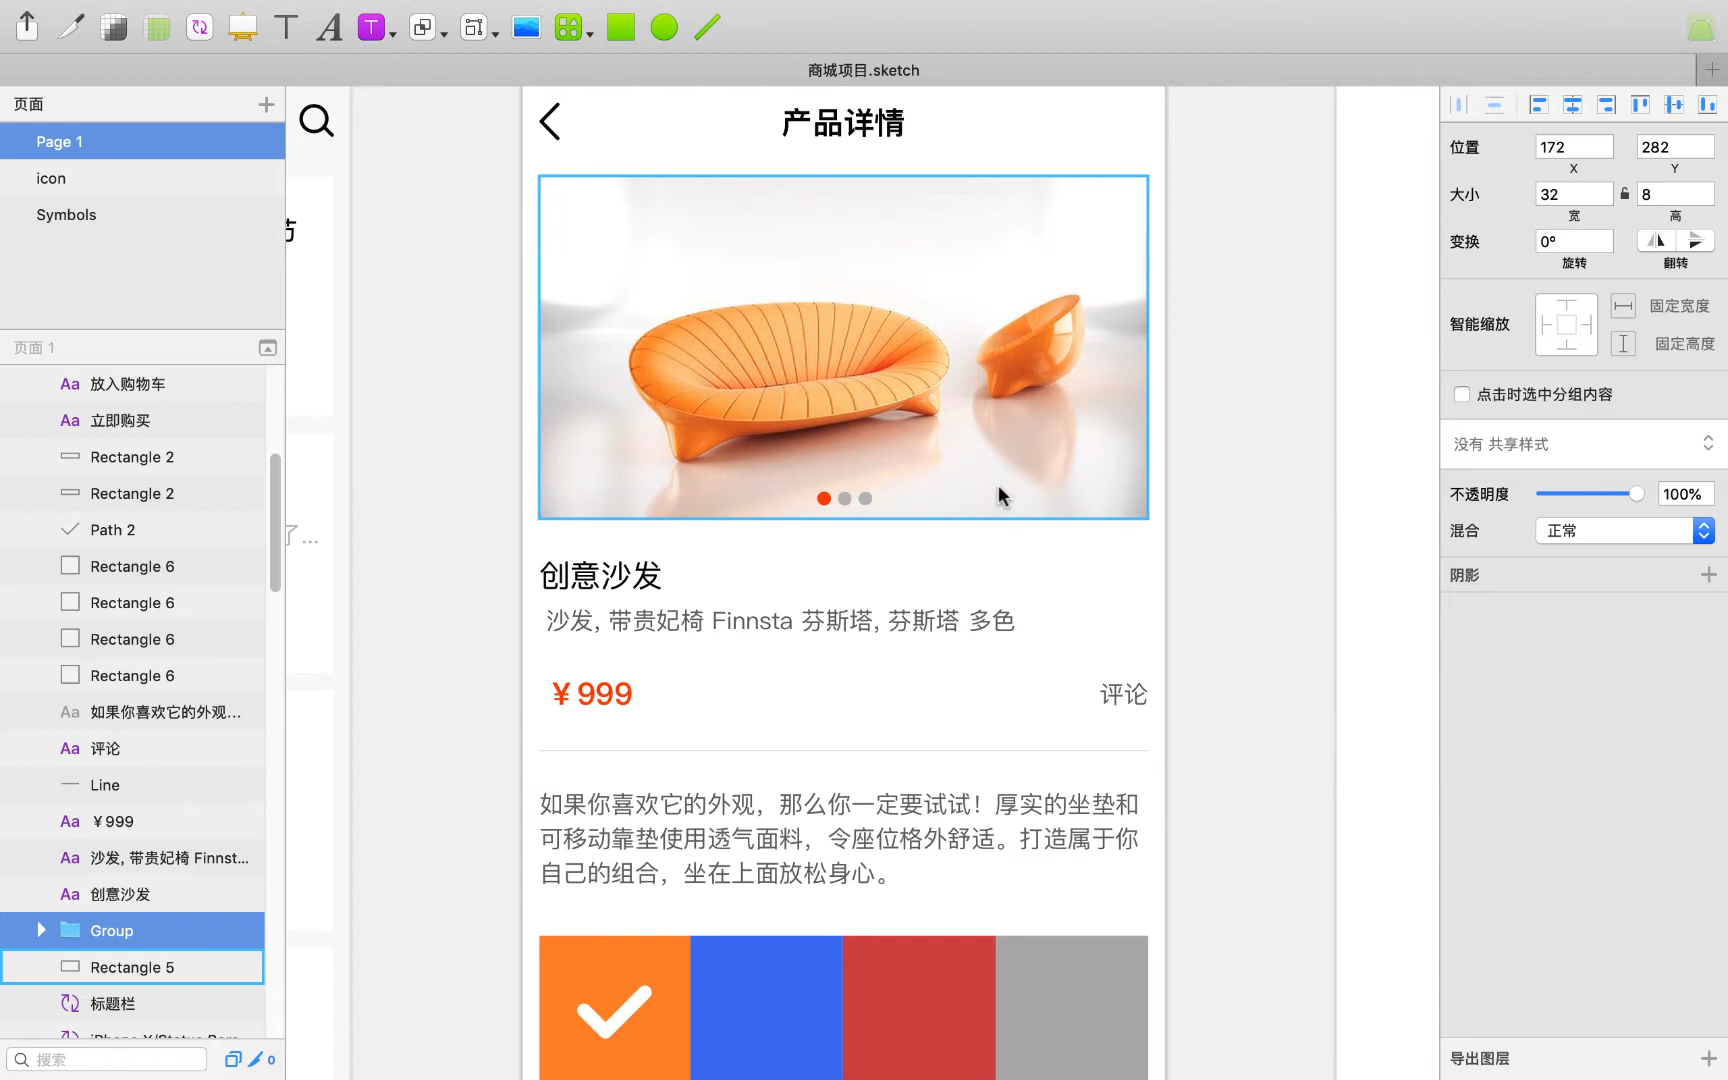 商城项目.sketch
页面
Page 1
icon
Symbols
页面 1
Aa 放入购物车
Aa 立即购买
Rectangle 2
Rectangle 2
Path 2
Rectangle 6
Rectangle 6
Rectangle 6
Rectangle 6
Aa 如果你喜欢它的外观...
Aa 评论
Line
Aa ￥999
Aa 沙发, 带贵妃椅 Finnst...
Aa 创意沙发
Group
Rectangle 5
标题栏
搜索
0
产品详情
创意沙发
沙发, 带贵妃椅 Finnsta 芬斯塔, 芬斯塔 多色
￥999
评论
如果你喜欢它的外观，那么你一定要试试！厚实的坐垫和
可移动靠垫使用透气面料，令座位格外舒适。打造属于你
自己的组合，坐在上面放松身心。
位置 172 282
X Y
大小 32 8
宽 高
变换 0º
旋转 翻转
智能缩放 固定宽度
固定高度
点击时选中分组内容
没有 共享样式
不透明度 100%
混合 正常
阴影
导出图层